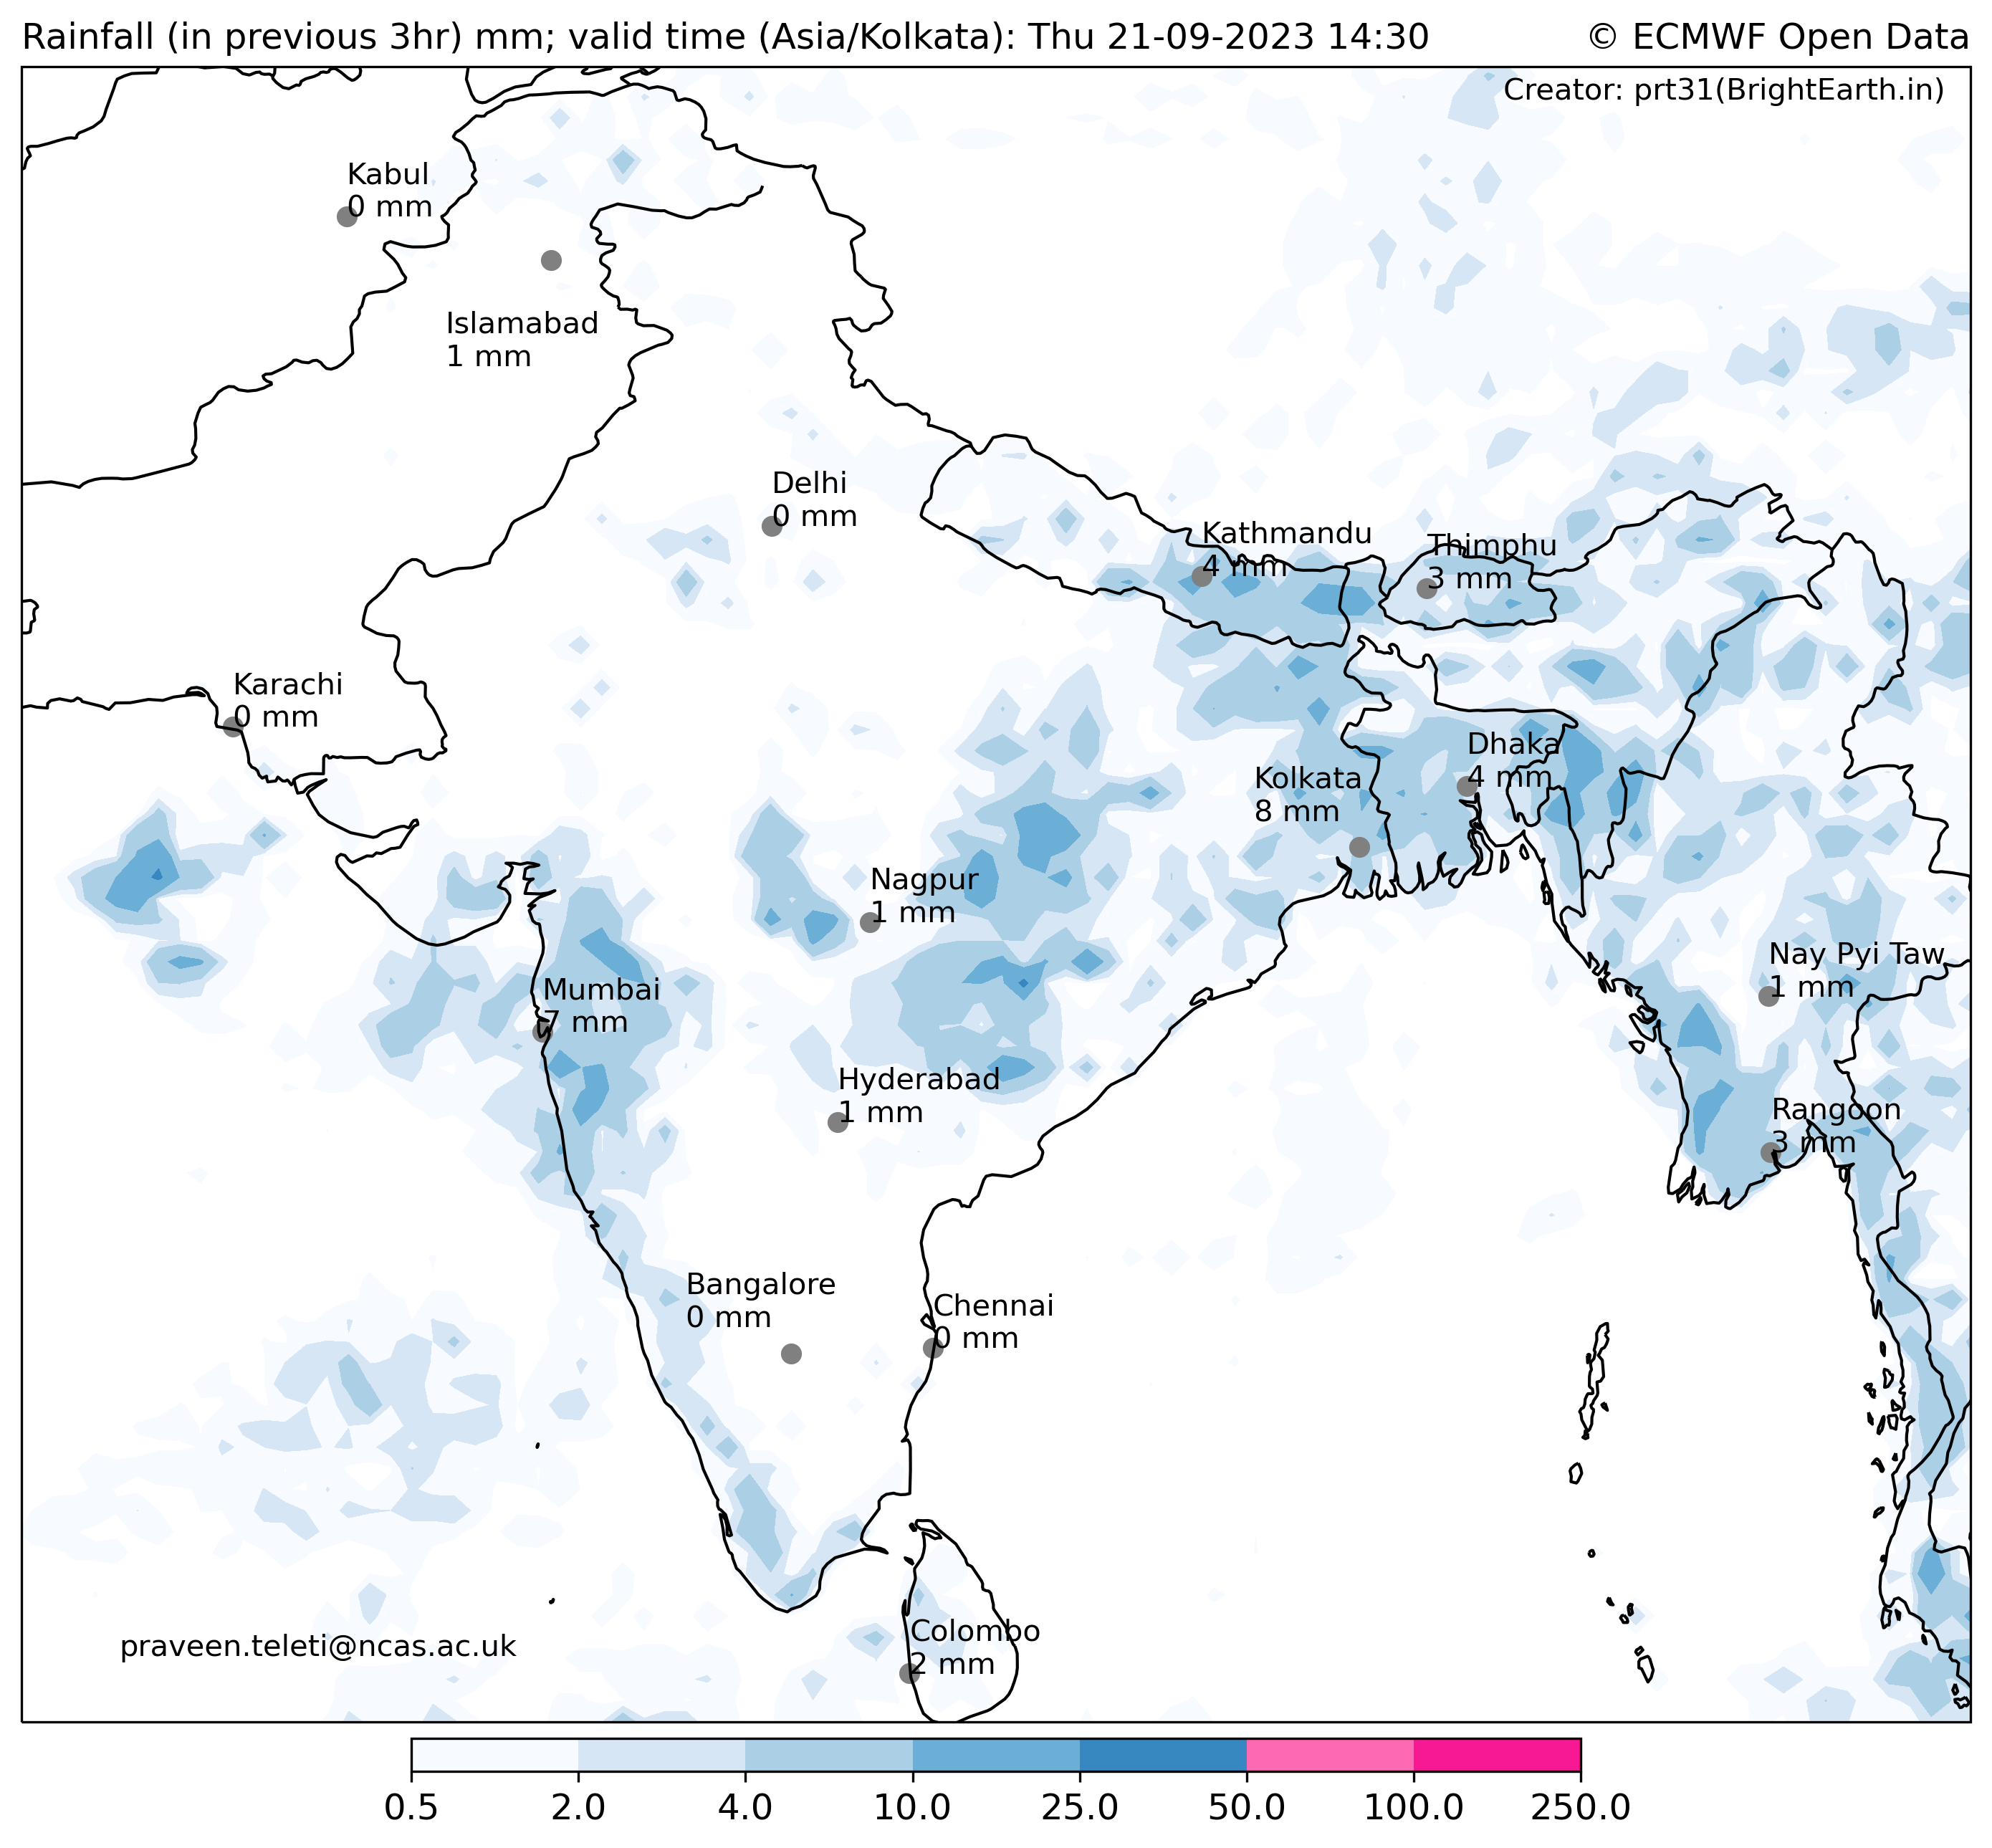 Rainfall (in previous 3hr) mm; valid time (Asia/Kolkata): Thu 21-09-2023 14:30
© ECMWF Open Data
Creator: prt31(BrightEarth.in)
Kabul
0 mm
Islamabad
1 mm
Delhi
0 mm
Kathmandu
4 mm
Thimphu
3 mm
Karachi
0 mm
Dhaka
4 mm
Kolkata
8 mm
Nagpur
1 mm
Nay Pyi Taw
1 mm
Mumbai
7 mm
Hyderabad
1 mm
Rangoon
3 mm
Bangalore
0 mm
Chennai
0 mm
Colombo
2 mm
praveen.teleti@ncas.ac.uk
0.5 2.0 4.0 10.0 25.0 50.0 100.0 250.0